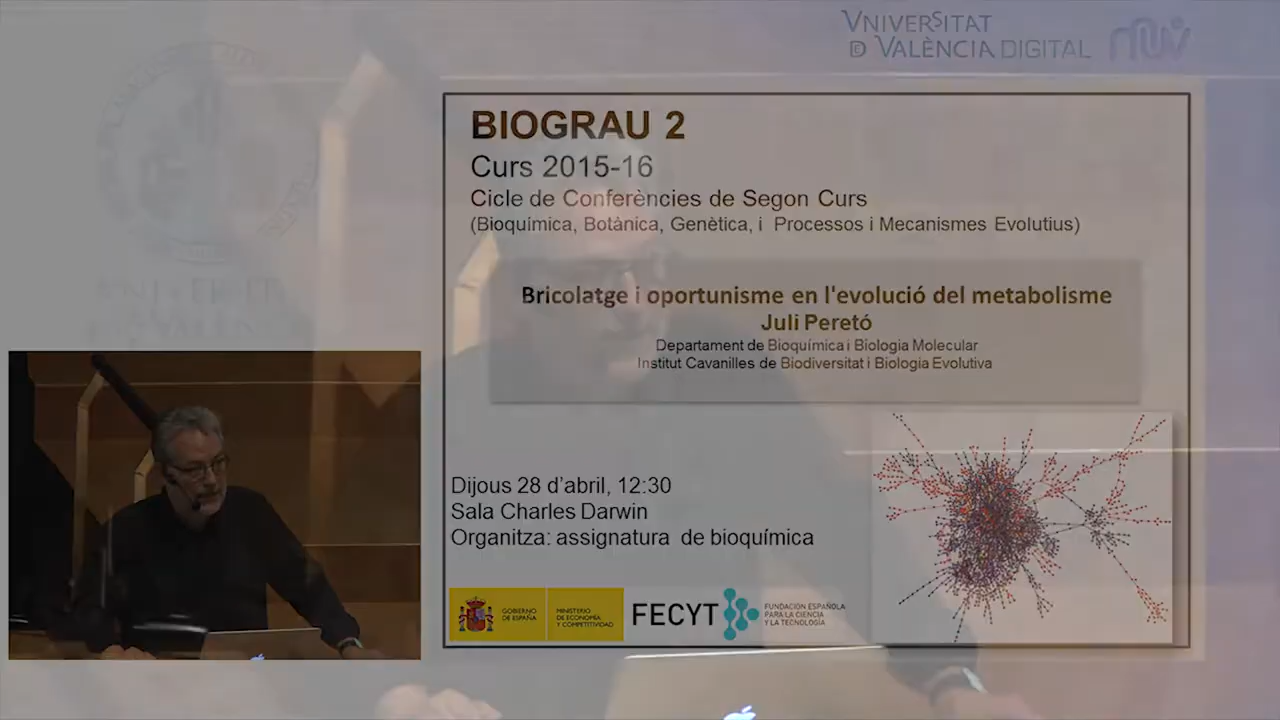 VNIVERSITAT
DE VALÈNCIA DIGITAL
BIOGRAU 2
Curs 2015-16
Cicle de Conferències de Segon Curs
(Bioquímica, Botànica, Genètica, i Processos i Mecanismes Evolutius)
Bricolatge i oportunisme en l'evolució del metabolisme
Juli Peretó
Departament de Bioquímica i Biologia Molecular
Institut Cavanilles de Biodiversitat i Biologia Evolutiva
Dijous 28 d'abril, 12:30
Sala Charles Darwin
Organitza: assignatura de bioquímica
GOBIERNO
DE ESPAÑA
MINISTERIO
DE ECONOMÍA
Y COMPETITIVIDAD
FECYT
FUNDACIÓN ESPAÑOLA
PARA LA CIENCIA
Y LA TECNOLOGÍA